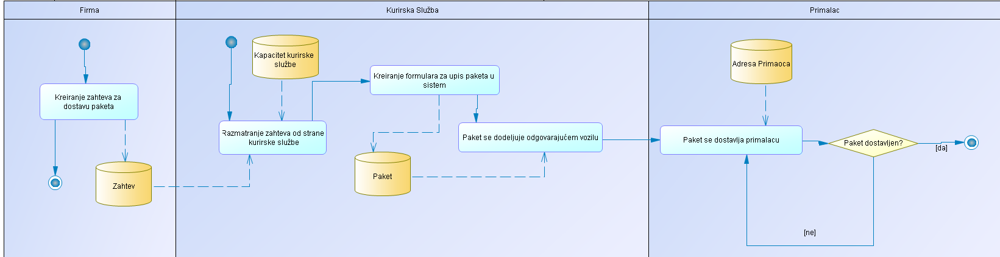 Firma
Kurirska Služba
Primalac
Kreiranje zahteva za
dostavu paketa
Zahtev
Kapacitet kurirske
službe
Razmatranje zahteva od strane
kurirske službe
Kreiranje formulara za upis paketa u
sistem
Paket
Paket se dodeljuje odgovarajućem vozilu
Adresa Primaoca
Paket se dostavlja primalacu
Paket dostavljen?
[da]
[ne]